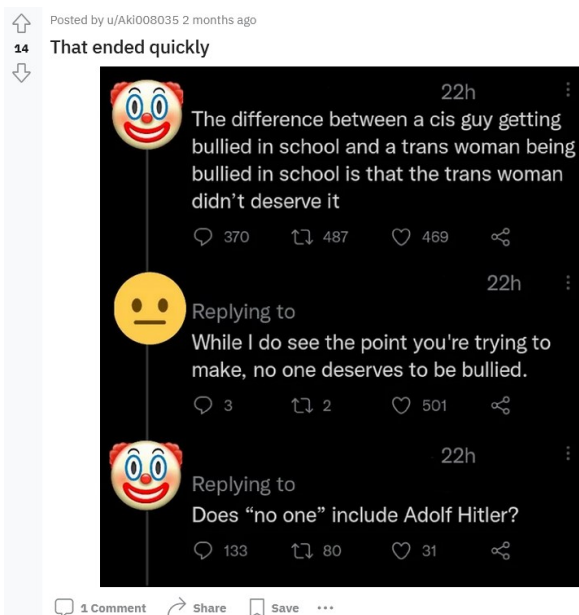 Posted by u/Aki008035 2 months ago
14
That ended quickly
22h
The difference between a cis guy getting
bullied in school and a trans woman being
bullied in school is that the trans woman
didn't deserve it
370 487 469
22h
Replying to
While I do see the point you're trying to
make, no one deserves to be bullied.
3 2 501
22h
Replying to
Does “no one” include Adolf Hitler?
133 80 31
1 Comment Share Save